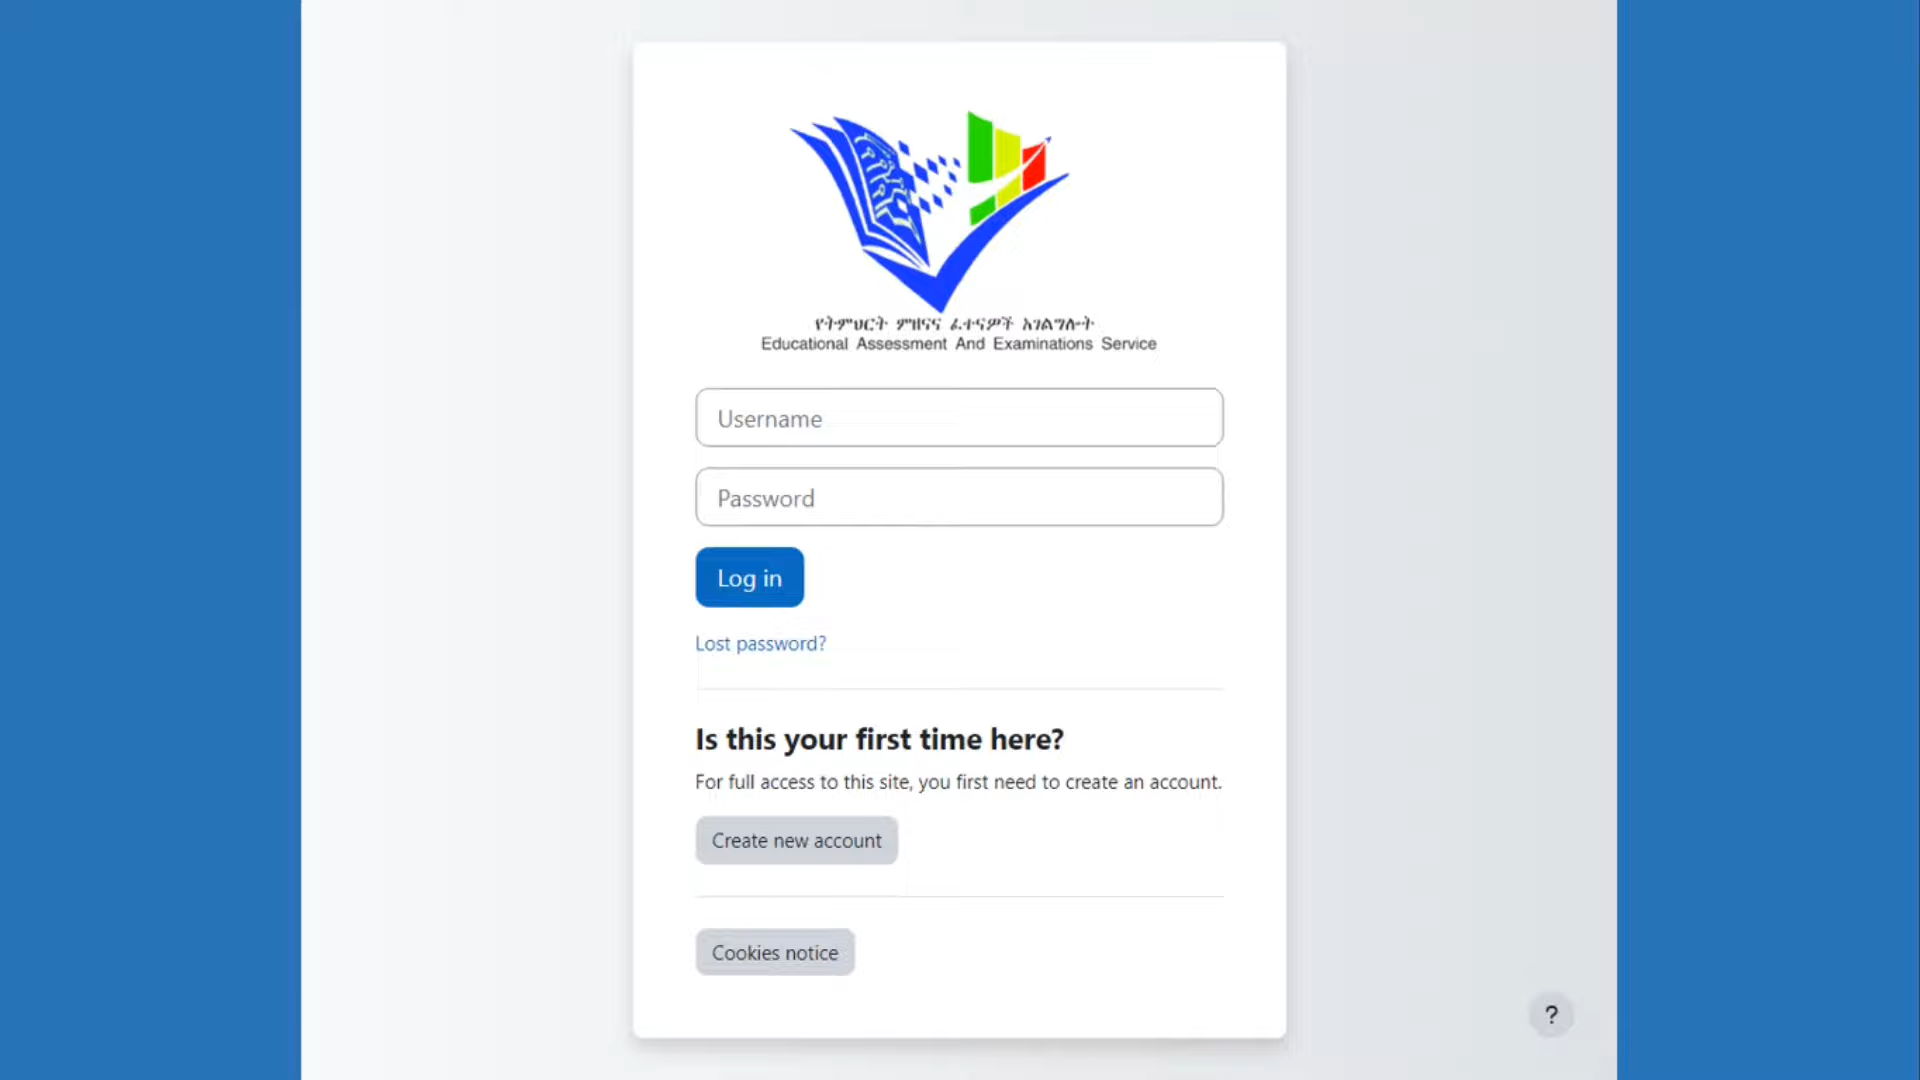 የትምህርት ምዘናና ፈተናዎች አገልግሎት
Educational Assessment And Examinations Service
Username
Password
Log in
Lost password?
Is this your first time here?
For full access to this site, you first need to create an account.
Create new account
Cookies notice
?